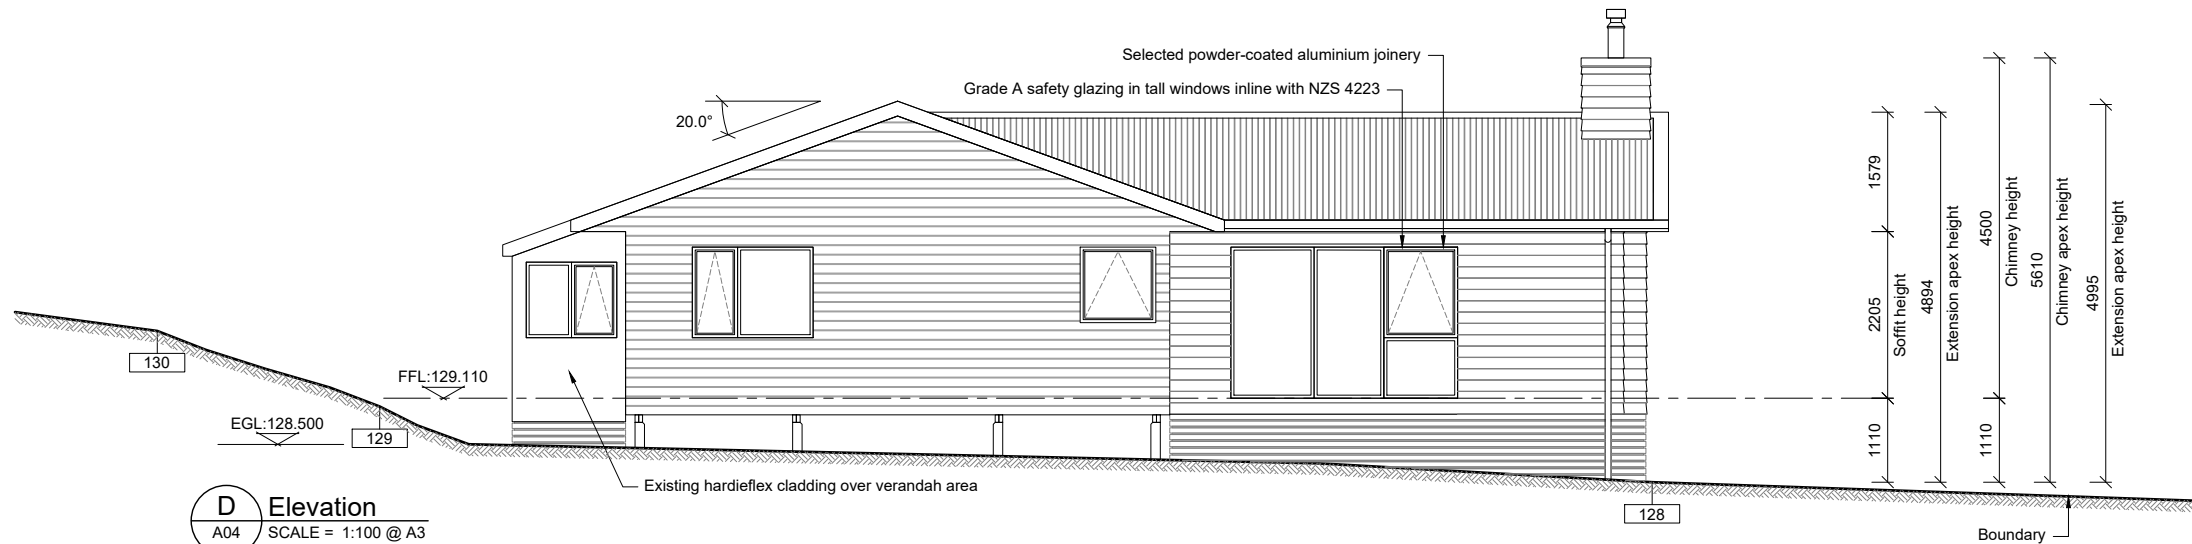 Selected powder-coated aluminium joinery
Grade A safety glazing in tall windows inline with NZS 4223
20.0°
1579
2205
Soffit height
1110
4894
Extension apex height
4500
Chimney height
1110
5610
Chimney apex height
4995
Extension apex height
130
FFL:129.110
129
EGL:128.500
Existing hardieflex cladding over verandah area
128
Boundary
D
A04
Elevation
SCALE = 1:100 @ A3